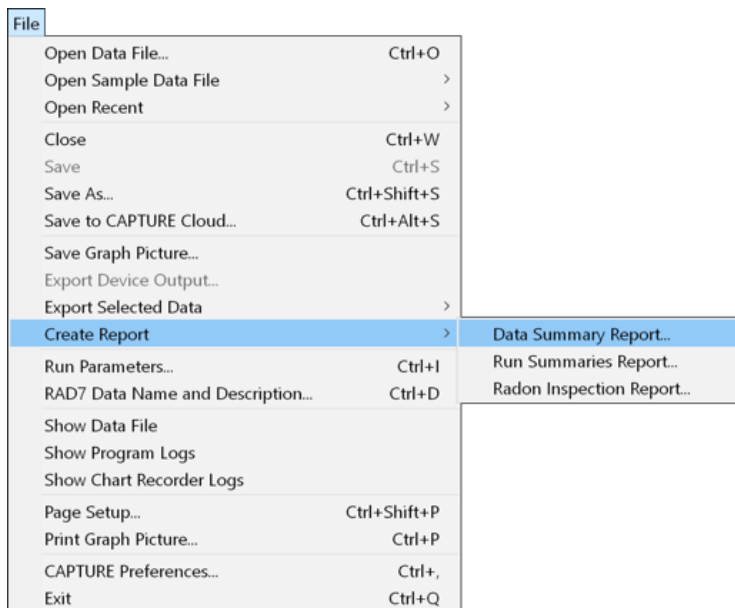 File
Open Data File... Ctrl+O
Open Sample Data File >
Open Recent >
Close Ctrl+W
Save Ctrl+S
Save As... Ctrl+Shift+S
Save to CAPTURE Cloud... Ctrl+Alt+S
Save Graph Picture...
Export Device Output...
Export Selected Data >
Create Report > Data Summary Report...
Run Summaries Report...
Radon Inspection Report...
Run Parameters... Ctrl+I
RAD7 Data Name and Description... Ctrl+D
Show Data File
Show Program Logs
Show Chart Recorder Logs
Page Setup... Ctrl+Shift+P
Print Graph Picture... Ctrl+P
CAPTURE Preferences... Ctrl+,
Exit Ctrl+Q